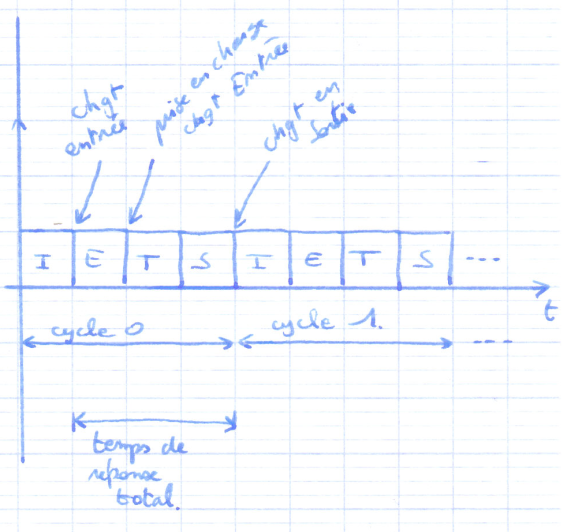 chgt
entrée
prise en charge
chgt Entrée
chgt en
Sortie
I E T S I E T S ---
t
cycle 0
cycle 1.
---
temps de
réponse
total.